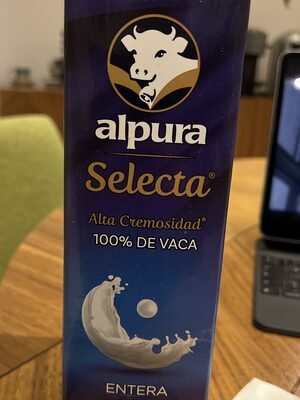 alpura
Selecta®
Alta Cremosidad®
100% DE VACA
ENTERA